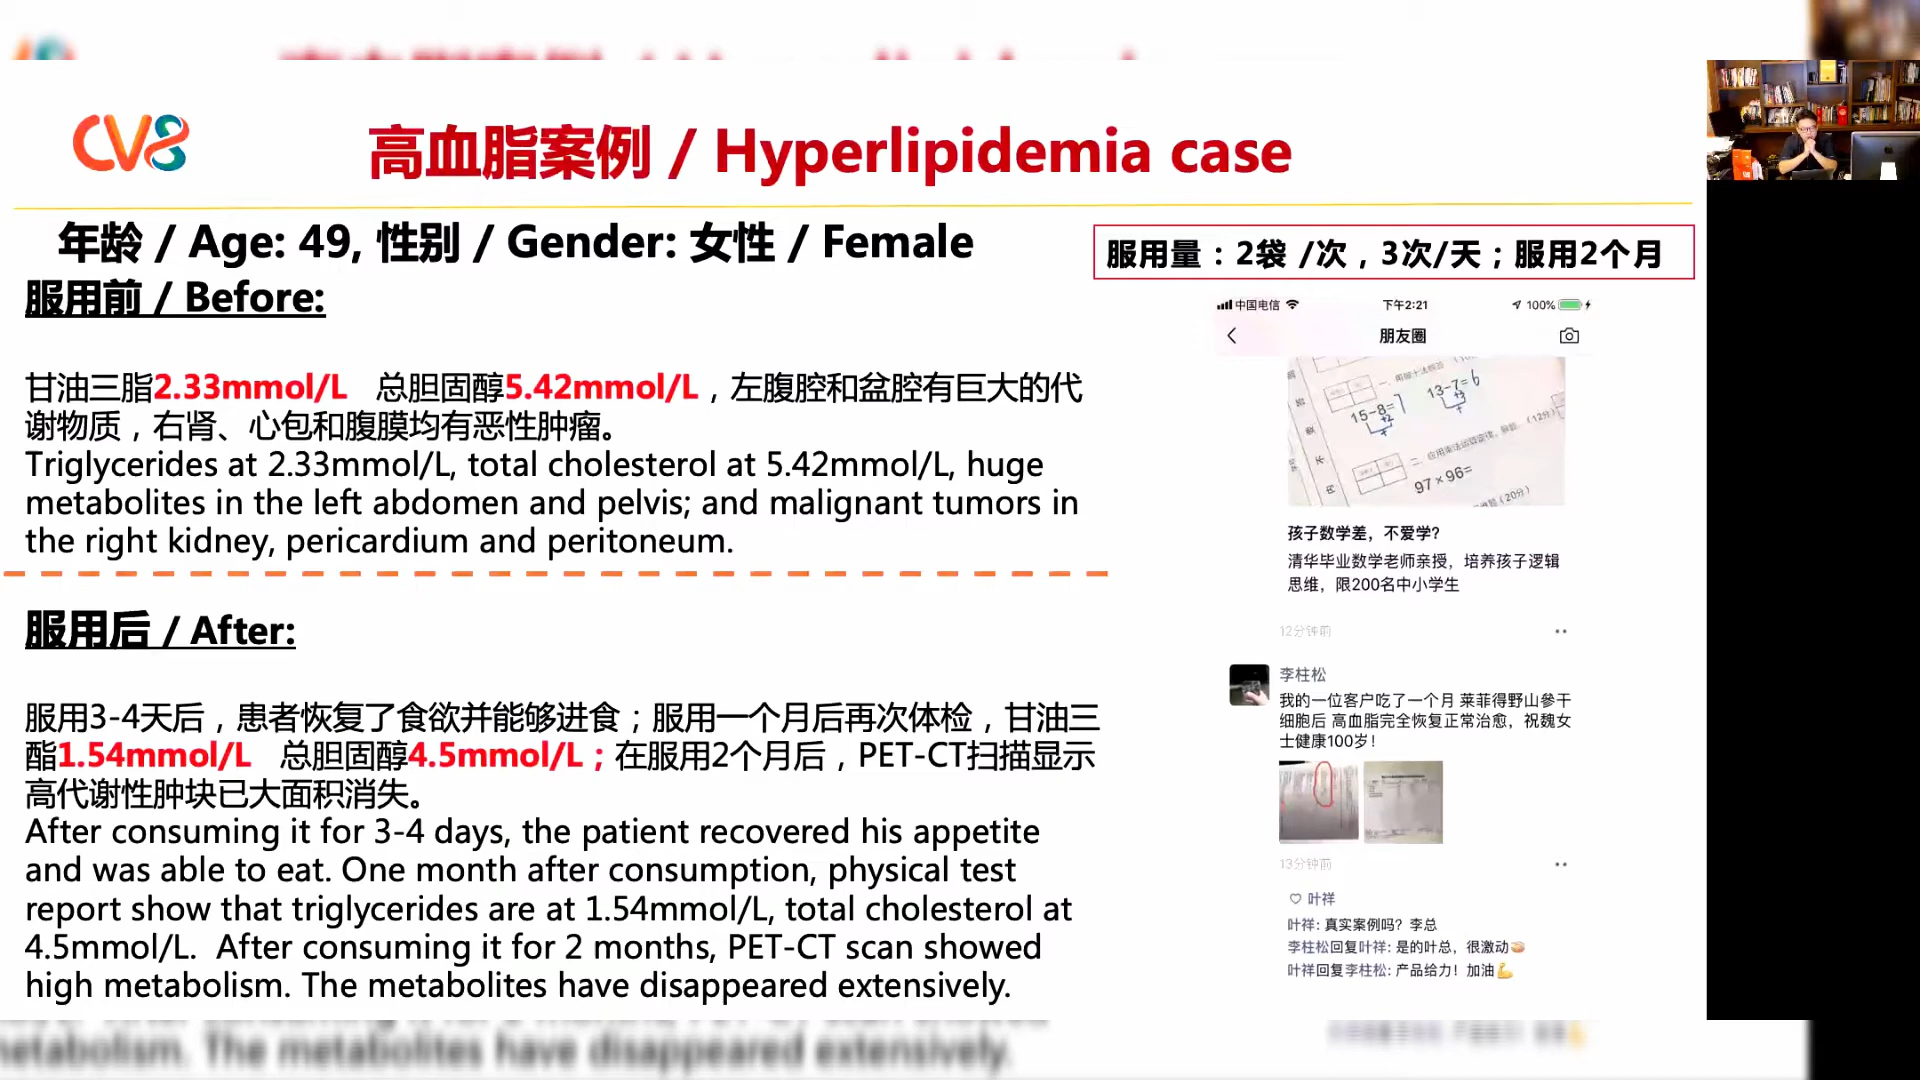 CV8
高血脂案例 / Hyperlipidemia case
年龄 / Age: 49, 性别 / Gender: 女性 / Female
服用前 / Before:
甘油三脂2.33mmol/L 总胆固醇5.42mmol/L，左腹腔和盆腔有巨大的代
谢物质，右肾、心包和腹膜均有恶性肿瘤。
Triglycerides at 2.33mmol/L, total cholesterol at 5.42mmol/L, huge
metabolites in the left abdomen and pelvis; and malignant tumors in
the right kidney, pericardium and peritoneum.
服用后 / After:
服用3-4天后，患者恢复了食欲并能够进食；服用一个月后再次体检，甘油三
酯1.54mmol/L 总胆固醇4.5mmol/L；在服用2个月后，PET-CT扫描显示
高代谢性肿块已大面积消失。
After consuming it for 3-4 days, the patient recovered his appetite
and was able to eat. One month after consumption, physical test
report show that triglycerides are at 1.54mmol/L, total cholesterol at
4.5mmol/L. After consuming it for 2 months, PET-CT scan showed
high metabolism. The metabolites have disappeared extensively.
服用量：2袋 /次，3次/天；服用2个月
中国电信 下午2:21 100%
朋友圈
15-8=7 13-7=6
97×96=
孩子数学差，不爱学？
清华毕业数学老师亲授，培养孩子逻辑
思维，限200名中小学生
12分钟前
李柱松
我的一位客户吃了一个月 莱菲得野山参干
细胞后 高血脂完全恢复正常治愈，祝魏女
士健康100岁！
13分钟前
叶祥
叶祥: 真实案例吗？李总
李柱松回复叶祥: 是的叶总，很激动
叶祥回复李柱松: 产品给力！加油
metabolism. The metabolites have disappeared extensively.